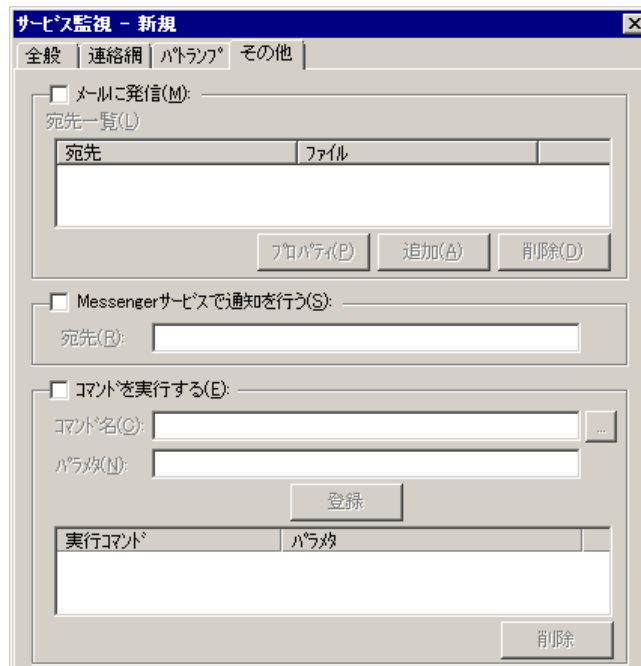 サービス監視 - 新規
全般 連絡網 パトランプ その他
メールに発信(M):
宛先一覧(L)
宛先 ファイル
プロパティ(P) 追加(A) 削除(D)
Messengerサービスで通知を行う(S):
宛先(R):
コマンドを実行する(E):
コマンド名(C): ...
パラメタ(N):
登録
実行コマンド パラメタ
削除